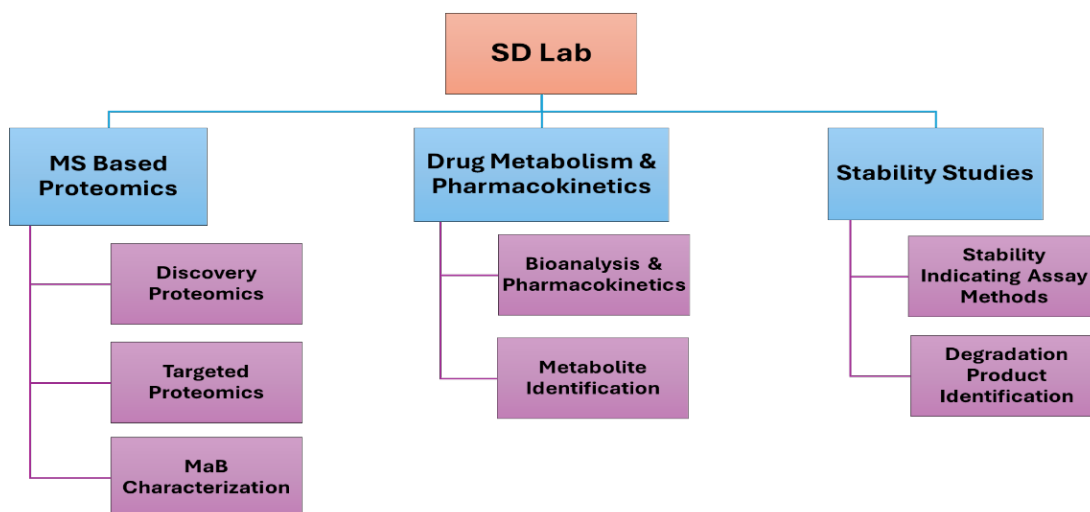 SD Lab
MS Based
Proteomics
Discovery
Proteomics
Targeted
Proteomics
MaB
Characterization
Drug Metabolism &
Pharmacokinetics
Bioanalysis &
Pharmacokinetics
Metabolite
Identification
Stability Studies
Stability
Indicating Assay
Methods
Degradation
Product
Identification